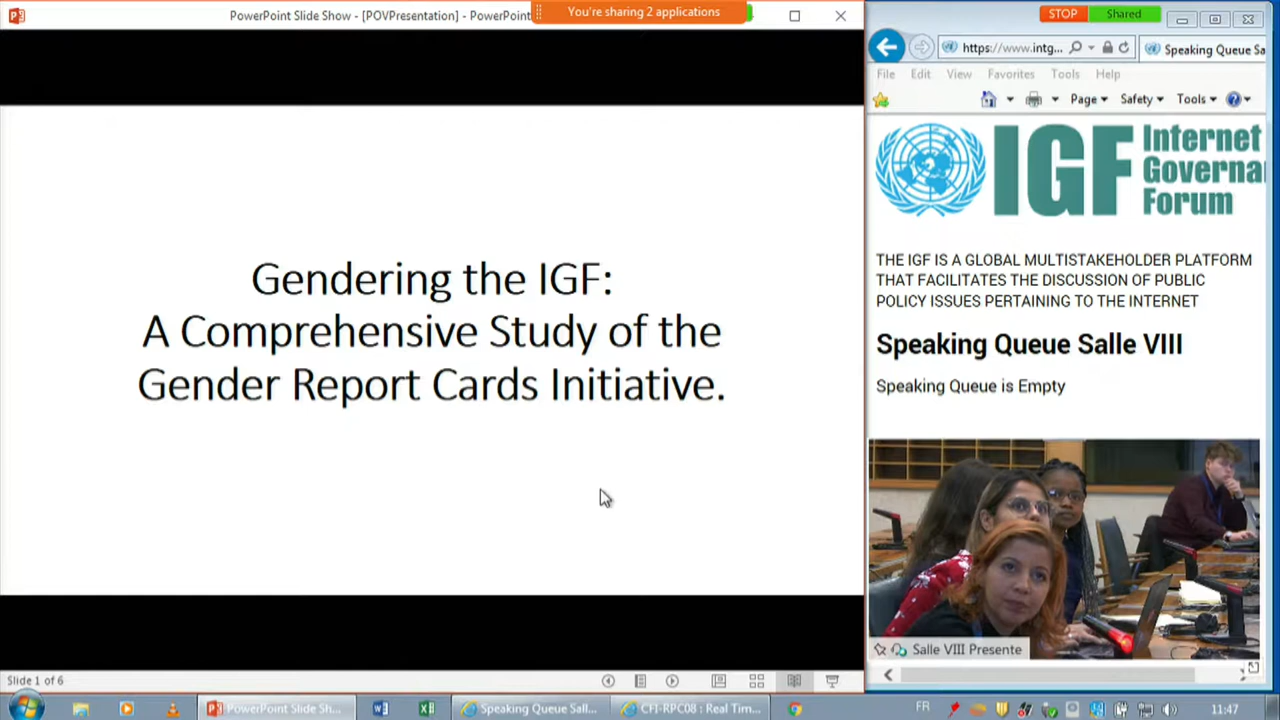 PowerPoint Slide Show - [POVPresentation] - PowerPoint
You're sharing 2 applications
Gendering the IGF:
A Comprehensive Study of the
Gender Report Cards Initiative.
Slide 1 of 6
STOP
Shared
https://www.intg...
Speaking Queue Sa
File Edit View Favorites Tools Help
Page Safety Tools
IGF
Internet
Governa
Forum
THE IGF IS A GLOBAL MULTISTAKEHOLDER PLATFORM
THAT FACILITATES THE DISCUSSION OF PUBLIC
POLICY ISSUES PERTAINING TO THE INTERNET
Speaking Queue Salle VIII
Speaking Queue is Empty
Salle VIII Presente
PowerPoint Slide Sh...
Speaking Queue Sall...
CFI-RPC08 : Real Tim...
FR
11:47